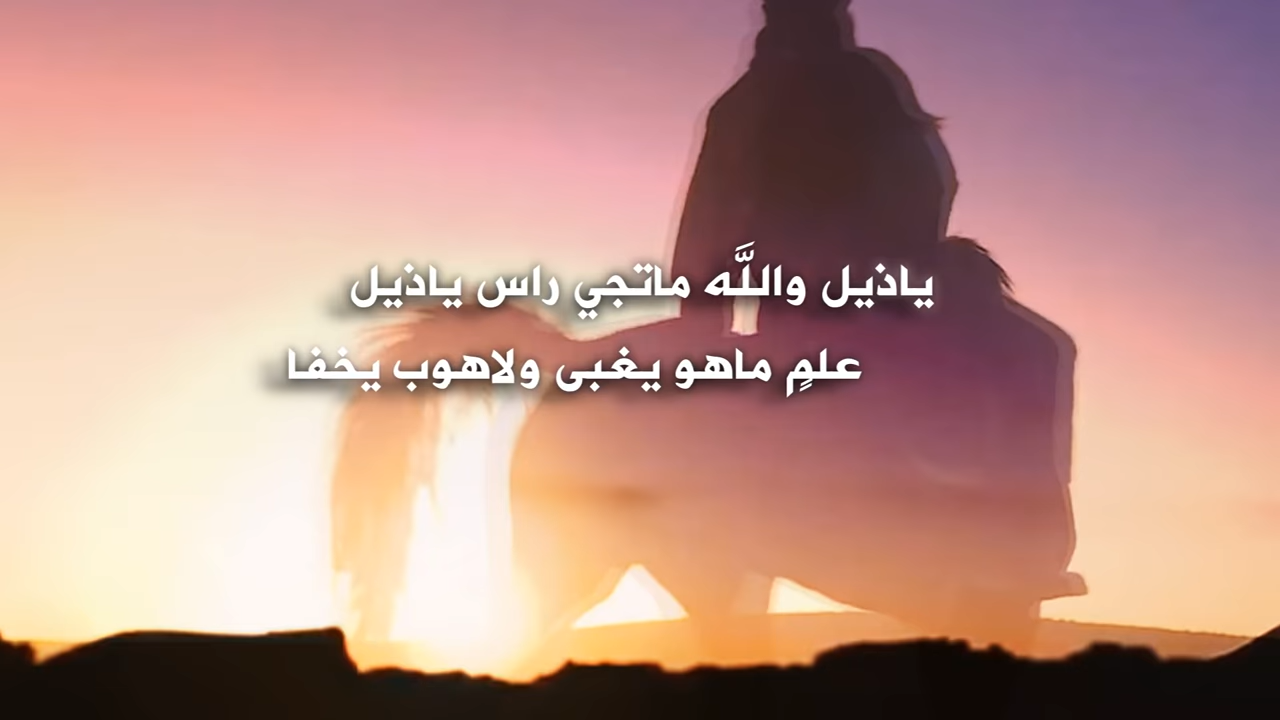 ياذيل واللَّه ماتجي راس ياذيل
علمٍ ماهو يغبى ولاهوب يخفا